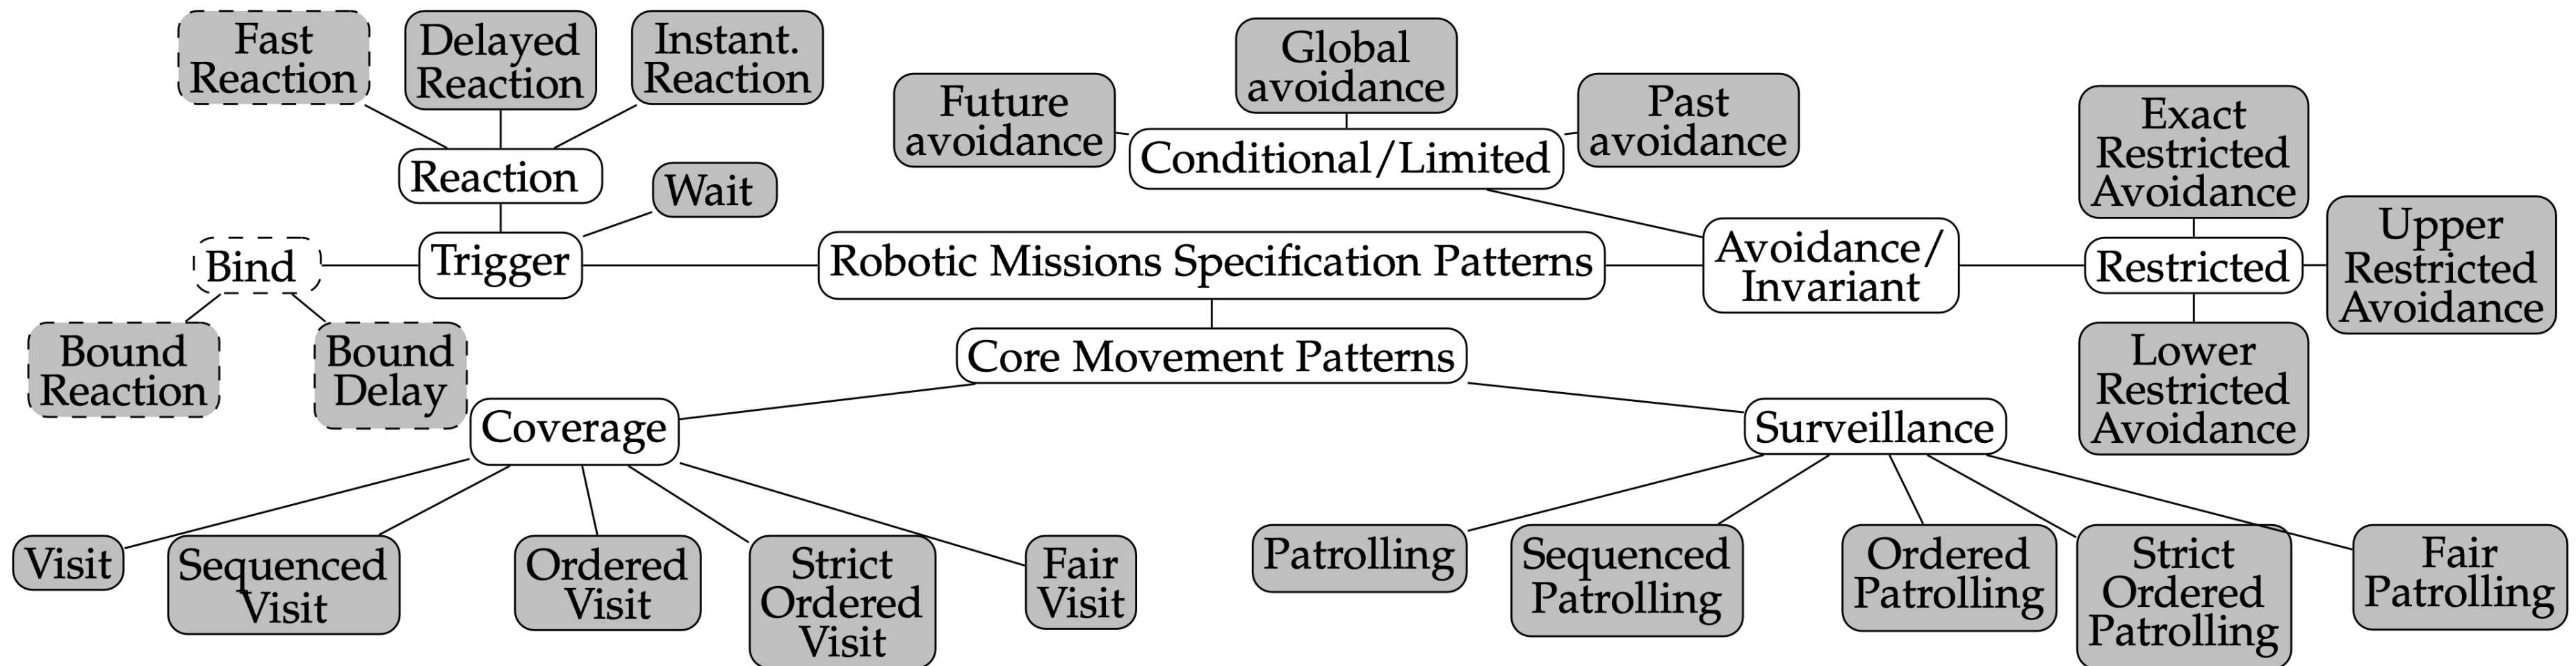 Fast
Reaction
Delayed
Reaction
Instant.
Reaction
Global
avoidance
Future
avoidance
Past
avoidance
Exact
Restricted
Avoidance
Reaction
Wait
Conditional/Limited
Bind
Trigger
Robotic Missions Specification Patterns
Avoidance/
Invariant
Restricted
Upper
Restricted
Avoidance
Bound
Reaction
Bound
Delay
Core Movement Patterns
Lower
Restricted
Avoidance
Coverage
Surveillance
Visit
Sequenced
Visit
Ordered
Visit
Strict
Ordered
Visit
Fair
Visit
Patrolling
Sequenced
Patrolling
Ordered
Patrolling
Strict
Ordered
Patrolling
Fair
Patrolling